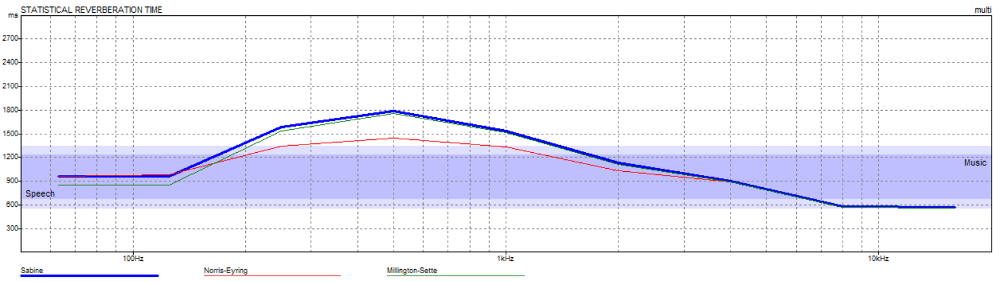 STATISTICAL REVERBERATION TIME
multi
ms
2700
2400
2100
1800
1500
1200
Music
900
Speech
600
300
100Hz
1kHz
10kHz
Sabine
Norris-Eyring
Millington-Sette